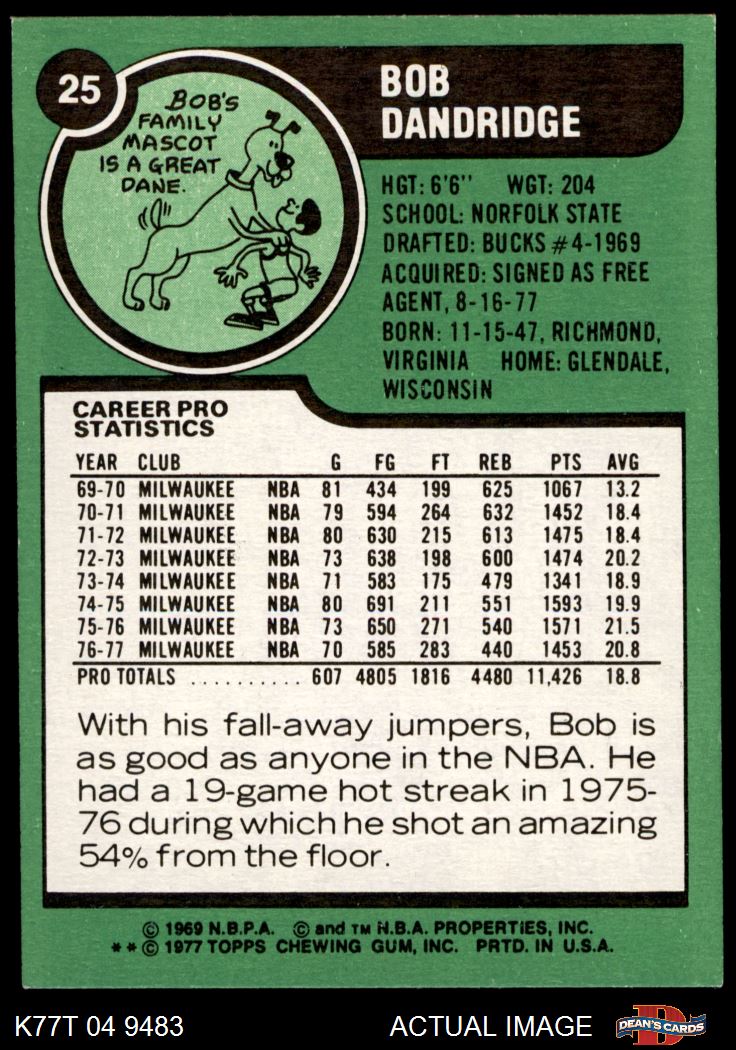 25
BOB'S
FAMILY
MASCOT
IS A GREAT
DANE.
BOB
DANDRIDGE
HGT: 6'6'' WGT: 204
SCHOOL: NORFOLK STATE
DRAFTED: BUCKS #4-1969
ACQUIRED: SIGNED AS FREE
AGENT, 8-16-77
BORN: 11-15-47, RICHMOND,
VIRGINIA HOME: GLENDALE,
WISCONSIN
CAREER PRO
STATISTICS
YEAR CLUB G FG FT REB PTS AVG
69-70 MILWAUKEE NBA 81 434 199 625 1067 13.2
70-71 MILWAUKEE NBA 79 594 264 632 1452 18.4
71-72 MILWAUKEE NBA 80 630 215 613 1475 18.4
72-73 MILWAUKEE NBA 73 638 198 600 1474 20.2
73-74 MILWAUKEE NBA 71 583 175 479 1341 18.9
74-75 MILWAUKEE NBA 80 691 211 551 1593 19.9
75-76 MILWAUKEE NBA 73 650 271 540 1571 21.5
76-77 MILWAUKEE NBA 70 585 283 440 1453 20.8
PRO TOTALS .......... 607 4805 1816 4480 11,426 18.8
With his fall-away jumpers, Bob is
as good as anyone in the NBA. He
had a 19-game hot streak in 1975-
76 during which he shot an amazing
54% from the floor.
© 1969 N.B.P.A. © and TM N.B.A. PROPERTIES, INC.
** © 1977 TOPPS CHEWING GUM, INC. PRTD. IN U.S.A.
K77T 04 9483 ACTUAL IMAGE DEAN'S CARDS